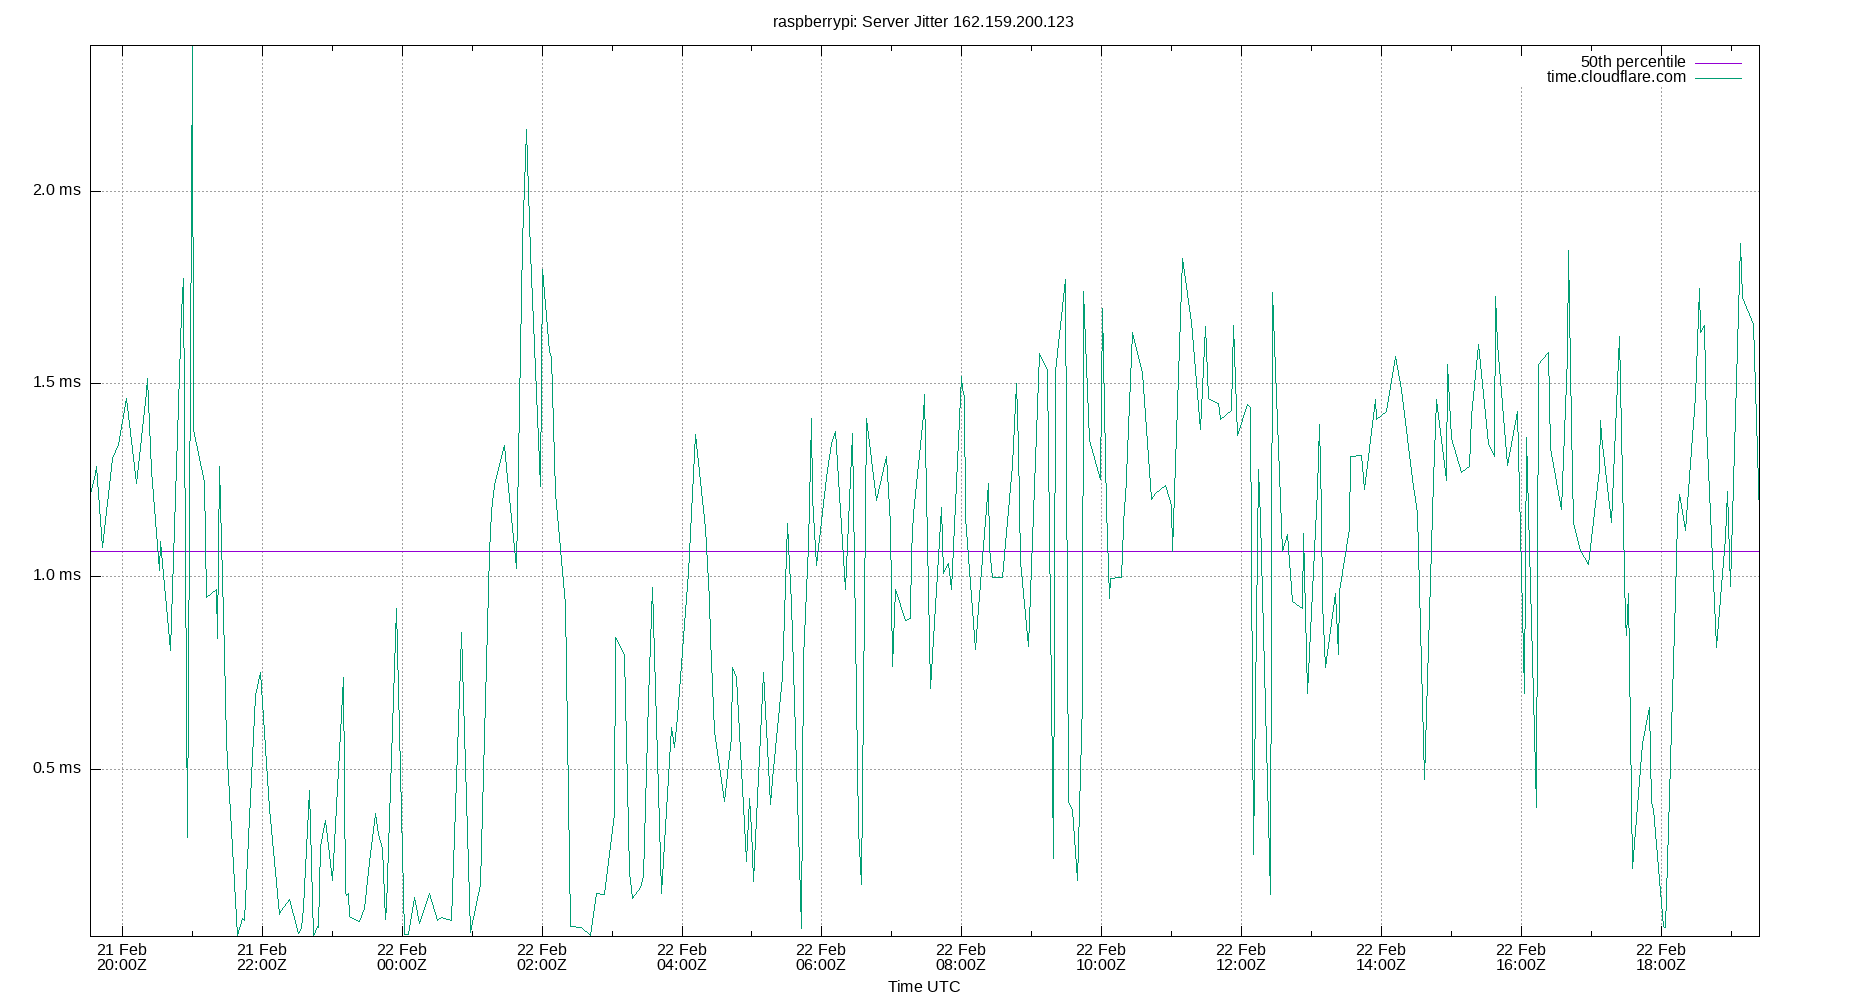 raspberrypi: Server Jitter 162.159.200.123
50th percentile
time.cloudflare.com
2.0 ms
1.5 ms
1.0 ms
0.5 ms
21 Feb 21 Feb 22 Feb 22 Feb 22 Feb 22 Feb 22 Feb 22 Feb 22 Feb 22 Feb 22 Feb 22 Feb
20:00Z 22:00Z 00:00Z 02:00Z 04:00Z 06:00Z 08:00Z 10:00Z 12:00Z 14:00Z 16:00Z 18:00Z
Time UTC